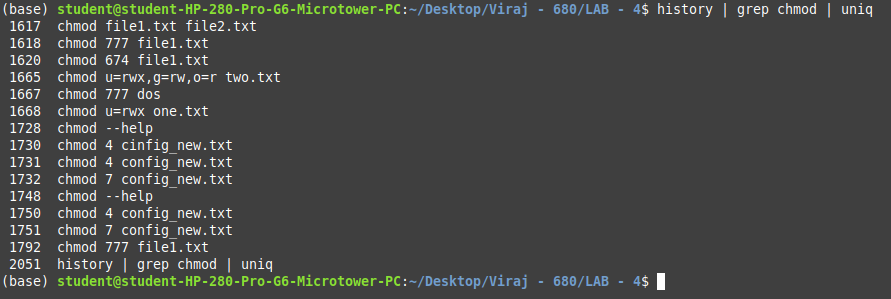 (base) student@student-HP-280-Pro-G6-Microtower-PC:~/Desktop/Viraj - 680/LAB - 4$ history | grep chmod | uniq
1617 chmod file1.txt file2.txt
1618 chmod 777 file1.txt
1620 chmod 674 file1.txt
1665 chmod u=rwx,g=rw,o=r two.txt
1667 chmod 777 dos
1668 chmod u=rwx one.txt
1728 chmod --help
1730 chmod 4 cinfig_new.txt
1731 chmod 4 config_new.txt
1732 chmod 7 config_new.txt
1748 chmod --help
1750 chmod 4 config_new.txt
1751 chmod 7 config_new.txt
1792 chmod 777 file1.txt
2051 history | grep chmod | uniq
(base) student@student-HP-280-Pro-G6-Microtower-PC:~/Desktop/Viraj - 680/LAB - 4$